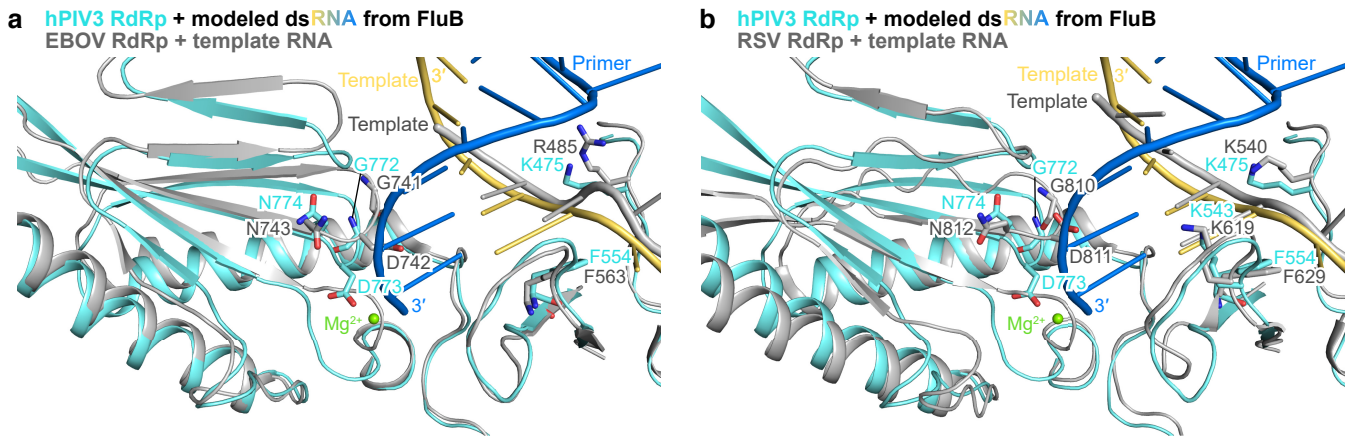 a hPIV3 RdRp + modeled dsRNA from FluB
EBOV RdRp + template RNA
Template
3′
Primer
Template
R485
K475
G772
G741
N774
N743
D742
F554
F563
D773
3′
Mg2+
b hPIV3 RdRp + modeled dsRNA from FluB
RSV RdRp + template RNA
Template
3′
Primer
Template
K540
K475
G772
G810
N774
K543
N812
K619
D811
F554
D773
F629
3′
Mg2+